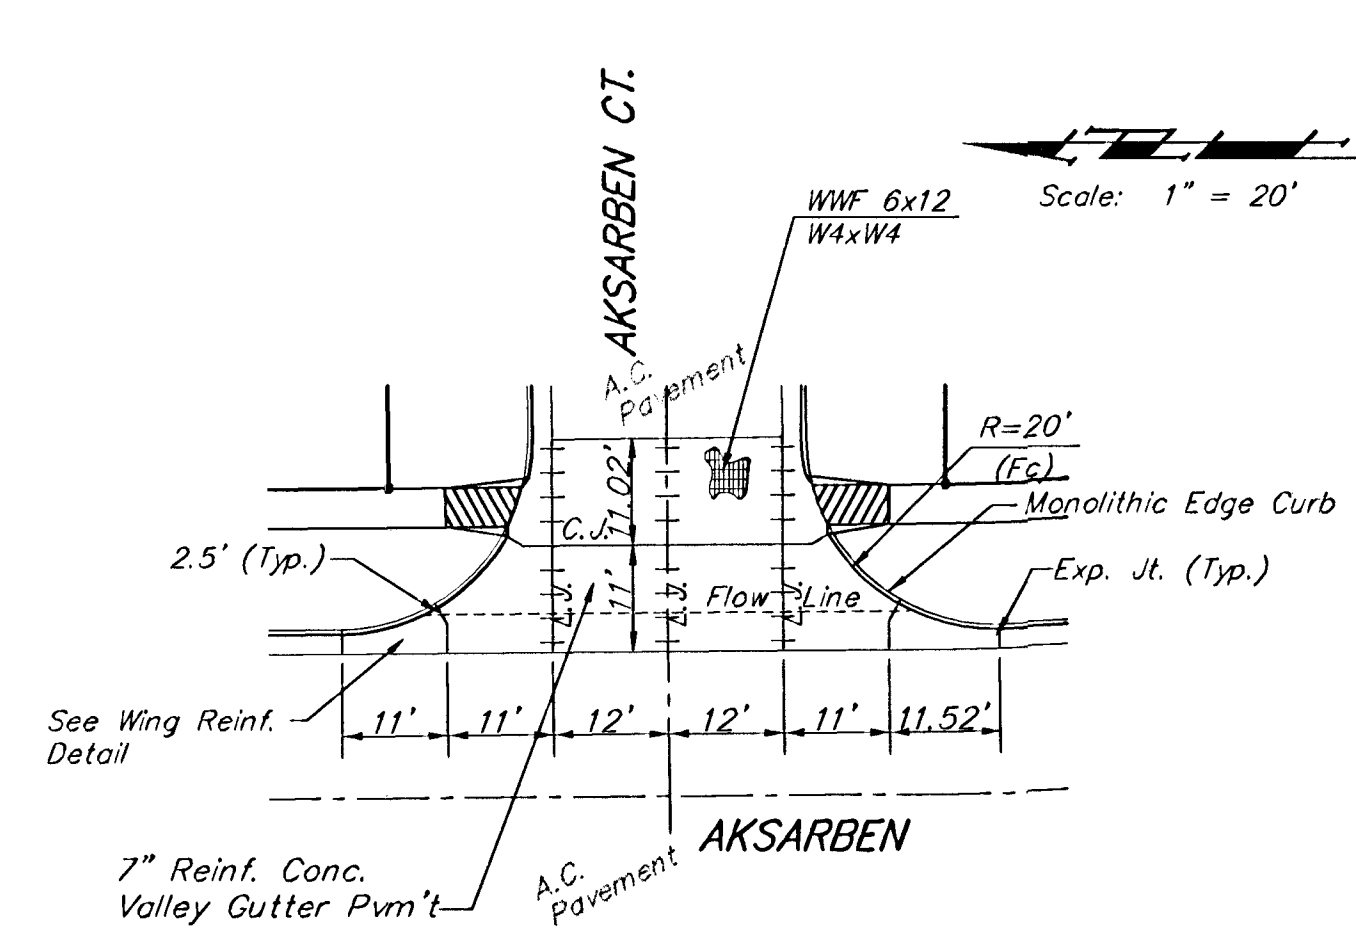 AKSARBEN CT.
Scale: 1" = 20'
WWF 6x12
W4xW4
A.C.
Pavement
R=20'
(Fc)
Monolithic Edge Curb
11.02'
C.J.
2.5' (Typ.)
Exp. Jt. (Typ.)
11'
L.J.
L.J.
L.J.
Flow Line
See Wing Reinf.
Detail
11'
11'
12'
12'
11'
11.52'
AKSARBEN
7" Reinf. Conc.
Valley Gutter Pvm't
A.C.
Pavement